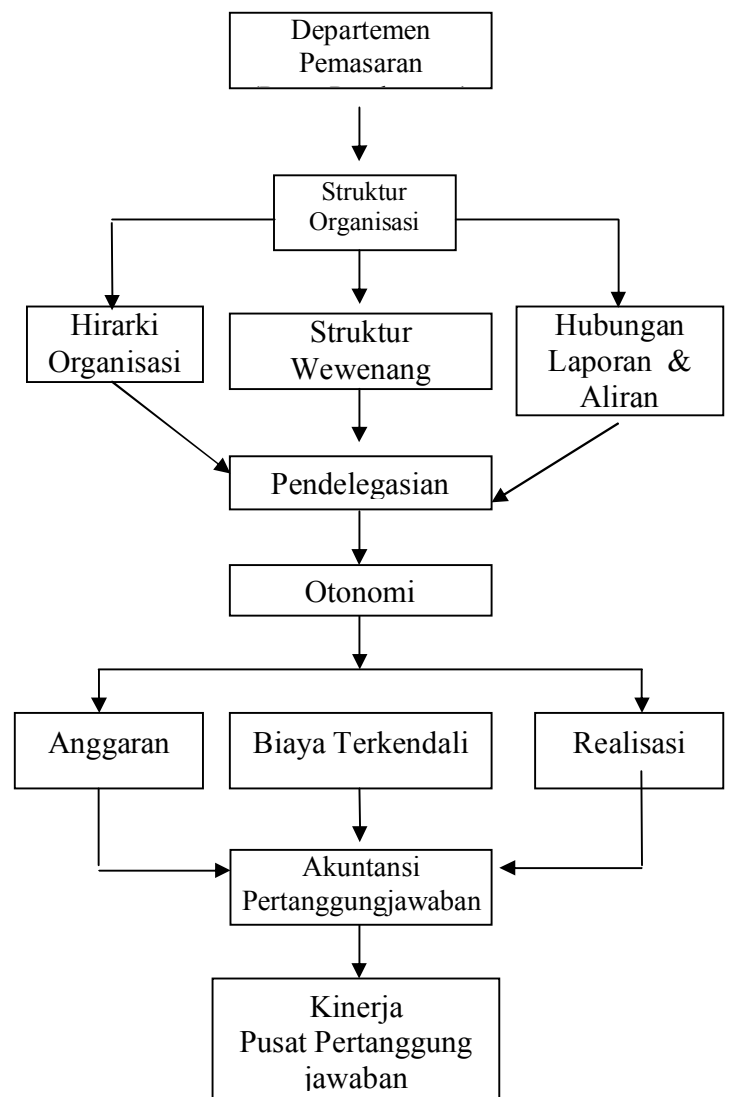 Departemen
Pemasaran
Struktur
Organisasi
Hirarki
Organisasi
Struktur
Wewenang
Hubungan
Laporan &
Aliran
Pendelegasian
Otonomi
Anggaran
Biaya Terkendali
Realisasi
Akuntansi
Pertanggungjawaban
Kinerja
Pusat Pertanggung
jawaban